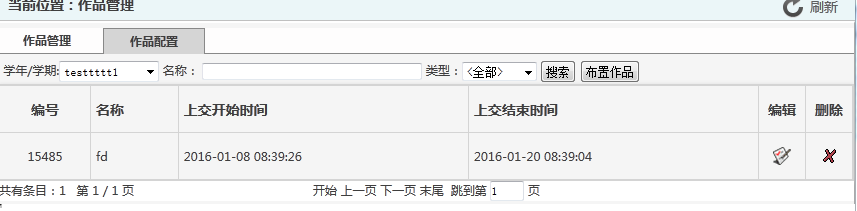 当前位置：作品管理 刷新
作品管理 作品配置
学年/学期: testtttt1 名称： 类型： <全部> 搜索 布置作品
编号 名称 上交开始时间 上交结束时间 编辑 删除
15485 fd 2016-01-08 08:39:26 2016-01-20 08:39:04
共有条目：1 第 1 / 1 页 开始 上一页 下一页 末尾 跳到第 1 页